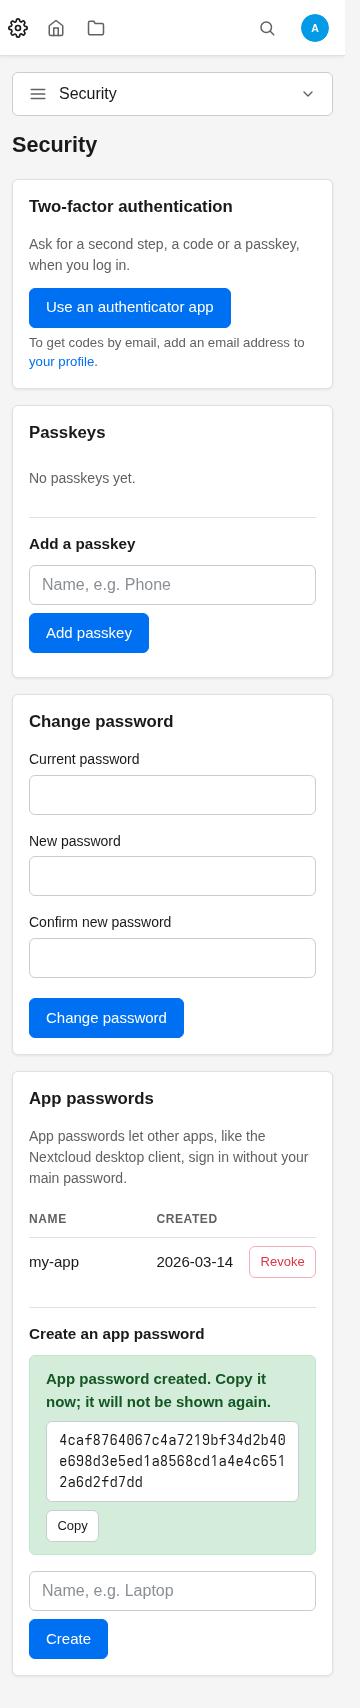 A
Security
Security
Two-factor authentication
Ask for a second step, a code or a passkey,
when you log in.
Use an authenticator app
To get codes by email, add an email address to
your profile.
Passkeys
No passkeys yet.
Add a passkey
Name, e.g. Phone
Add passkey
Change password
Current password
New password
Confirm new password
Change password
App passwords
App passwords let other apps, like the
Nextcloud desktop client, sign in without your
main password.
NAME CREATED
my-app 2026-03-14 Revoke
Create an app password
App password created. Copy it
now; it will not be shown again.
4caf8764067c4a7219bf34d2b40
e698d3e5ed1a8568cd1a4e4c651
2a6d2fd7dd
Copy
Name, e.g. Laptop
Create